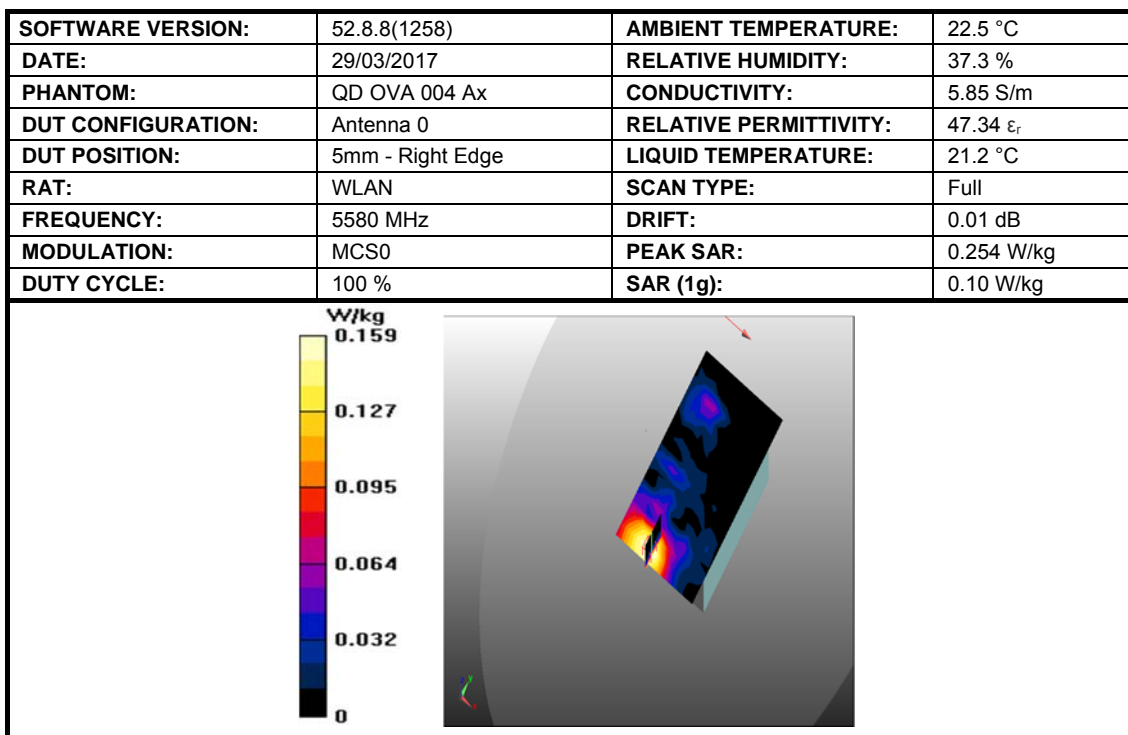 SOFTWARE VERSION: 52.8.8(1258) AMBIENT TEMPERATURE: 22.5 °C
DATE: 29/03/2017 RELATIVE HUMIDITY: 37.3 %
PHANTOM: QD OVA 004 Ax CONDUCTIVITY: 5.85 S/m
DUT CONFIGURATION: Antenna 0 RELATIVE PERMITTIVITY: 47.34 εr
DUT POSITION: 5mm - Right Edge LIQUID TEMPERATURE: 21.2 °C
RAT: WLAN SCAN TYPE: Full
FREQUENCY: 5580 MHz DRIFT: 0.01 dB
MODULATION: MCS0 PEAK SAR: 0.254 W/kg
DUTY CYCLE: 100 % SAR (1g): 0.10 W/kg
W/kg
0.159
0.127
0.095
0.064
0.032
0